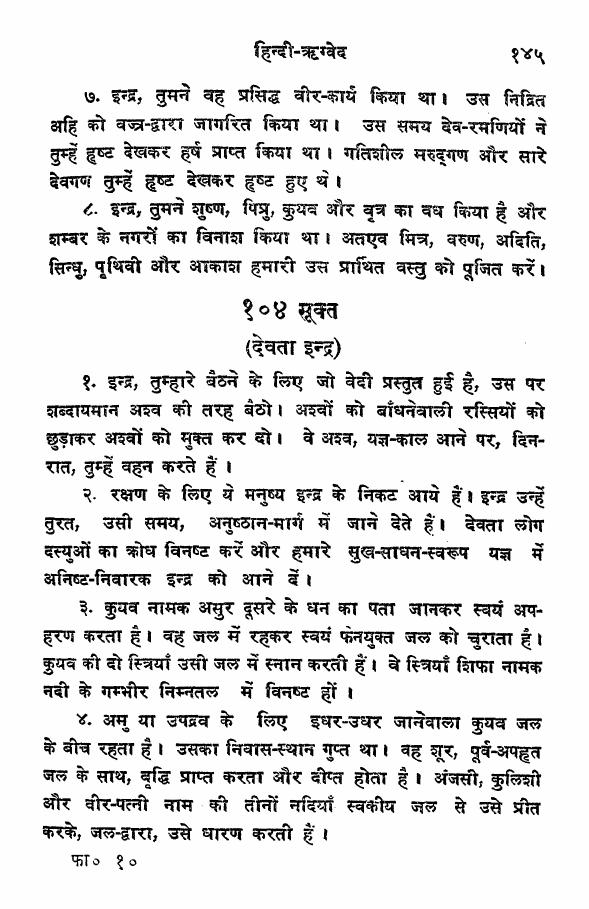 हिन्दी-ऋग्वेद १४५
७. इन्द्र, तुमने वह प्रसिद्ध वीर-कार्य किया था। उस निद्रित
अहि को वज्र-द्वारा जागरित किया था। उस समय देव-रमणियों ने
तुम्हें हृष्ट देखकर हर्ष प्राप्त किया था। गतिशील मरुद्गण और सारे
देवगण तुम्हें हृष्ट देखकर हृष्ट हुए थे।
८. इन्द्र, तुमने शुष्ण, पिप्रु, कुयव और वृत्र का वध किया है और
शम्बर के नगरों का विनाश किया था। अतएव मित्र, वरुण, अदिति,
सिन्धु, पृथिवी और आकाश हमारी उस प्रार्थित वस्तु को पूजित करें।
१०४ सूक्त
(देवता इन्द्र)
१. इन्द्र, तुम्हारे बैठने के लिए जो वेदी प्रस्तुत हुई है, उस पर
शब्दायमान अश्व की तरह बैठो। अश्वों को बाँधनेवाली रस्सियों को
छुड़ाकर अश्वों को मुक्त कर दो। वे अश्व, यज्ञ-काल आने पर, दिन-
रात, तुम्हें वहन करते हैं।
२. रक्षण के लिए ये मनुष्य इन्द्र के निकट आये हैं। इन्द्र उन्हें
तुरत, उसी समय, अनुष्ठान-मार्ग में जाने देते हैं। देवता लोग
दस्युओं का क्रोध विनष्ट करें और हमारे सुख-साधन-स्वरूप यज्ञ में
अनिष्ट-निवारक इन्द्र को आने दें।
३. कुयव नामक असुर दूसरे के धन का पता जानकर स्वयं अप-
हरण करता है। वह जल में रहकर स्वयं फेनयुक्त जल को चुराता है।
कुयव की दो स्त्रियाँ उसी जल में स्नान करती हैं। वे स्त्रियाँ शिफा नामक
नदी के गम्भीर निम्नतल में विनष्ट हों।
४. अमु या उपद्रव के लिए इधर-उधर जानेवाला कुयव जल
के बीच रहता है। उसका निवास-स्थान गुप्त था। वह शूर, पूर्व-अपहृत
जल के साथ, वृद्धि प्राप्त करता और दीप्त होता है। अंजसी, कुलिशी
और वीर-पत्नी नाम की तीनों नदियाँ स्वकीय जल से उसे प्रीत
करके, जल-द्वारा, उसे धारण करती हैं।
फा० १०